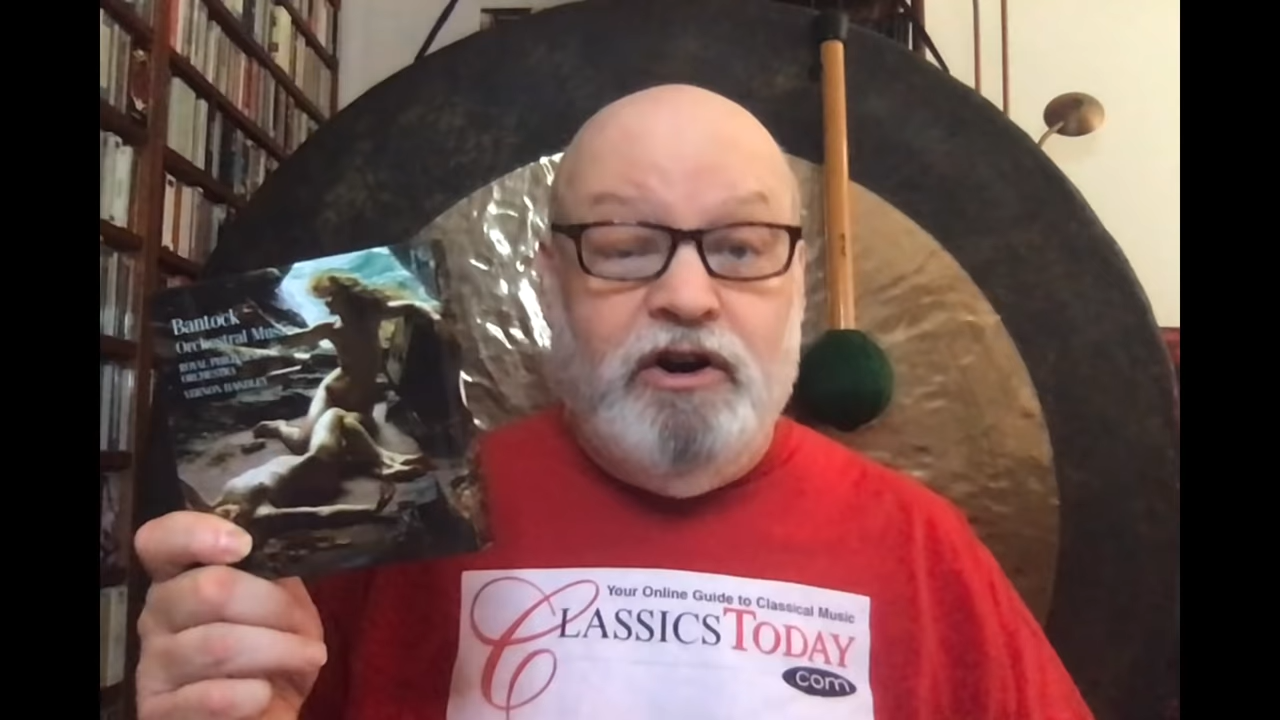 Bantock
Orchestral Music
ROYAL PHILHARMONIC
ORCHESTRA
VERNON HANDLEY
Your Online Guide to Classical Music
CLASSICSTODAY
com